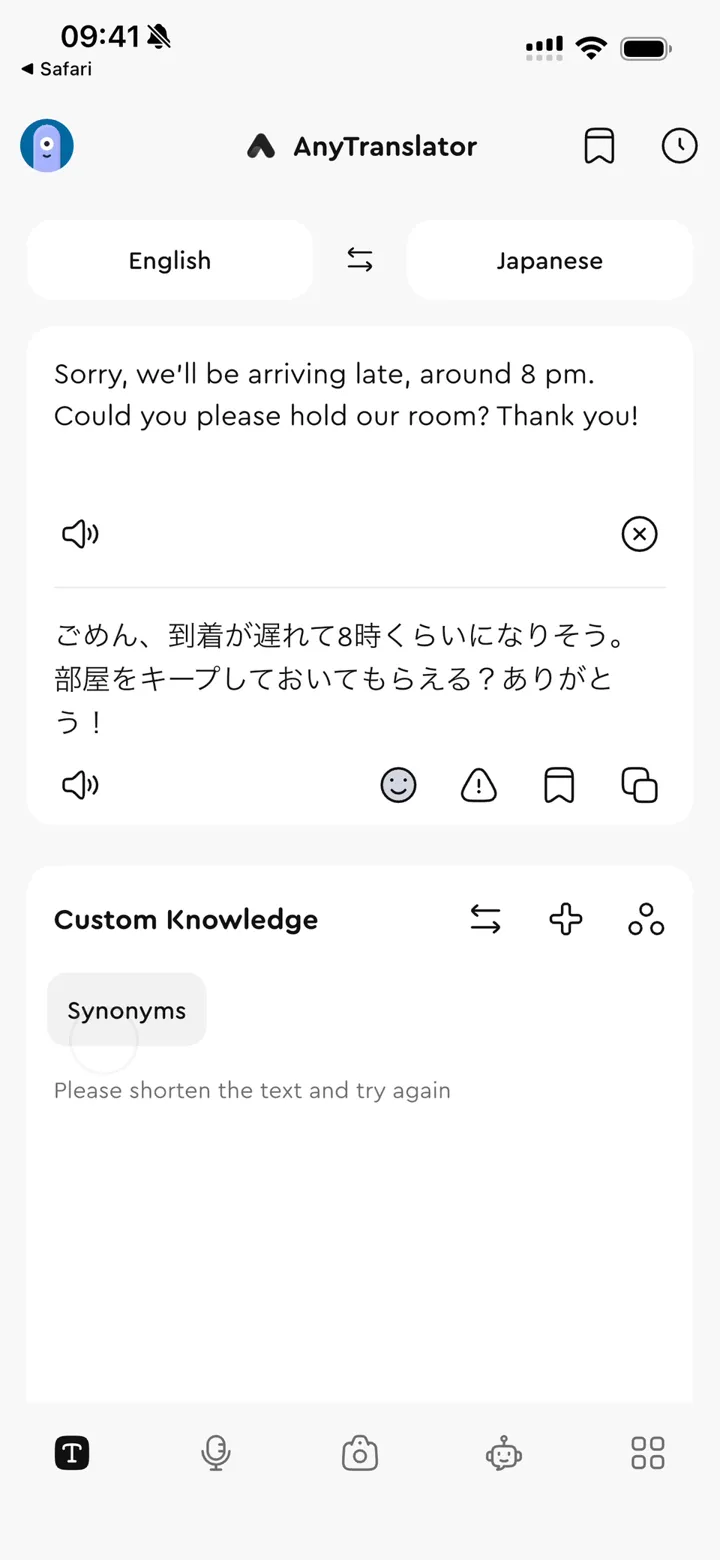 09:41
◀ Safari
AnyTranslator
English
Japanese
Sorry, we'll be arriving late, around 8 pm.
Could you please hold our room? Thank you!
ごめん、到着が遅れて8時くらいになりそう。
部屋をキープしておいてもらえる？ありがと
う！
Custom Knowledge
Synonyms
Please shorten the text and try again
T